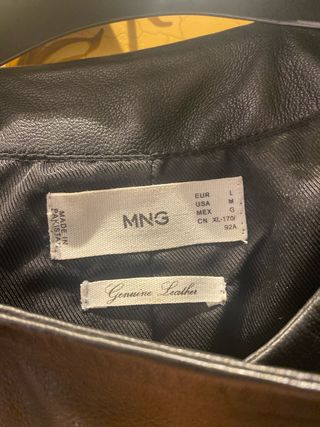 MADE IN
PAKISTAN
MNG
EUR L
USA M
MEX G
CN XL-170/
92A
Genuine Leather